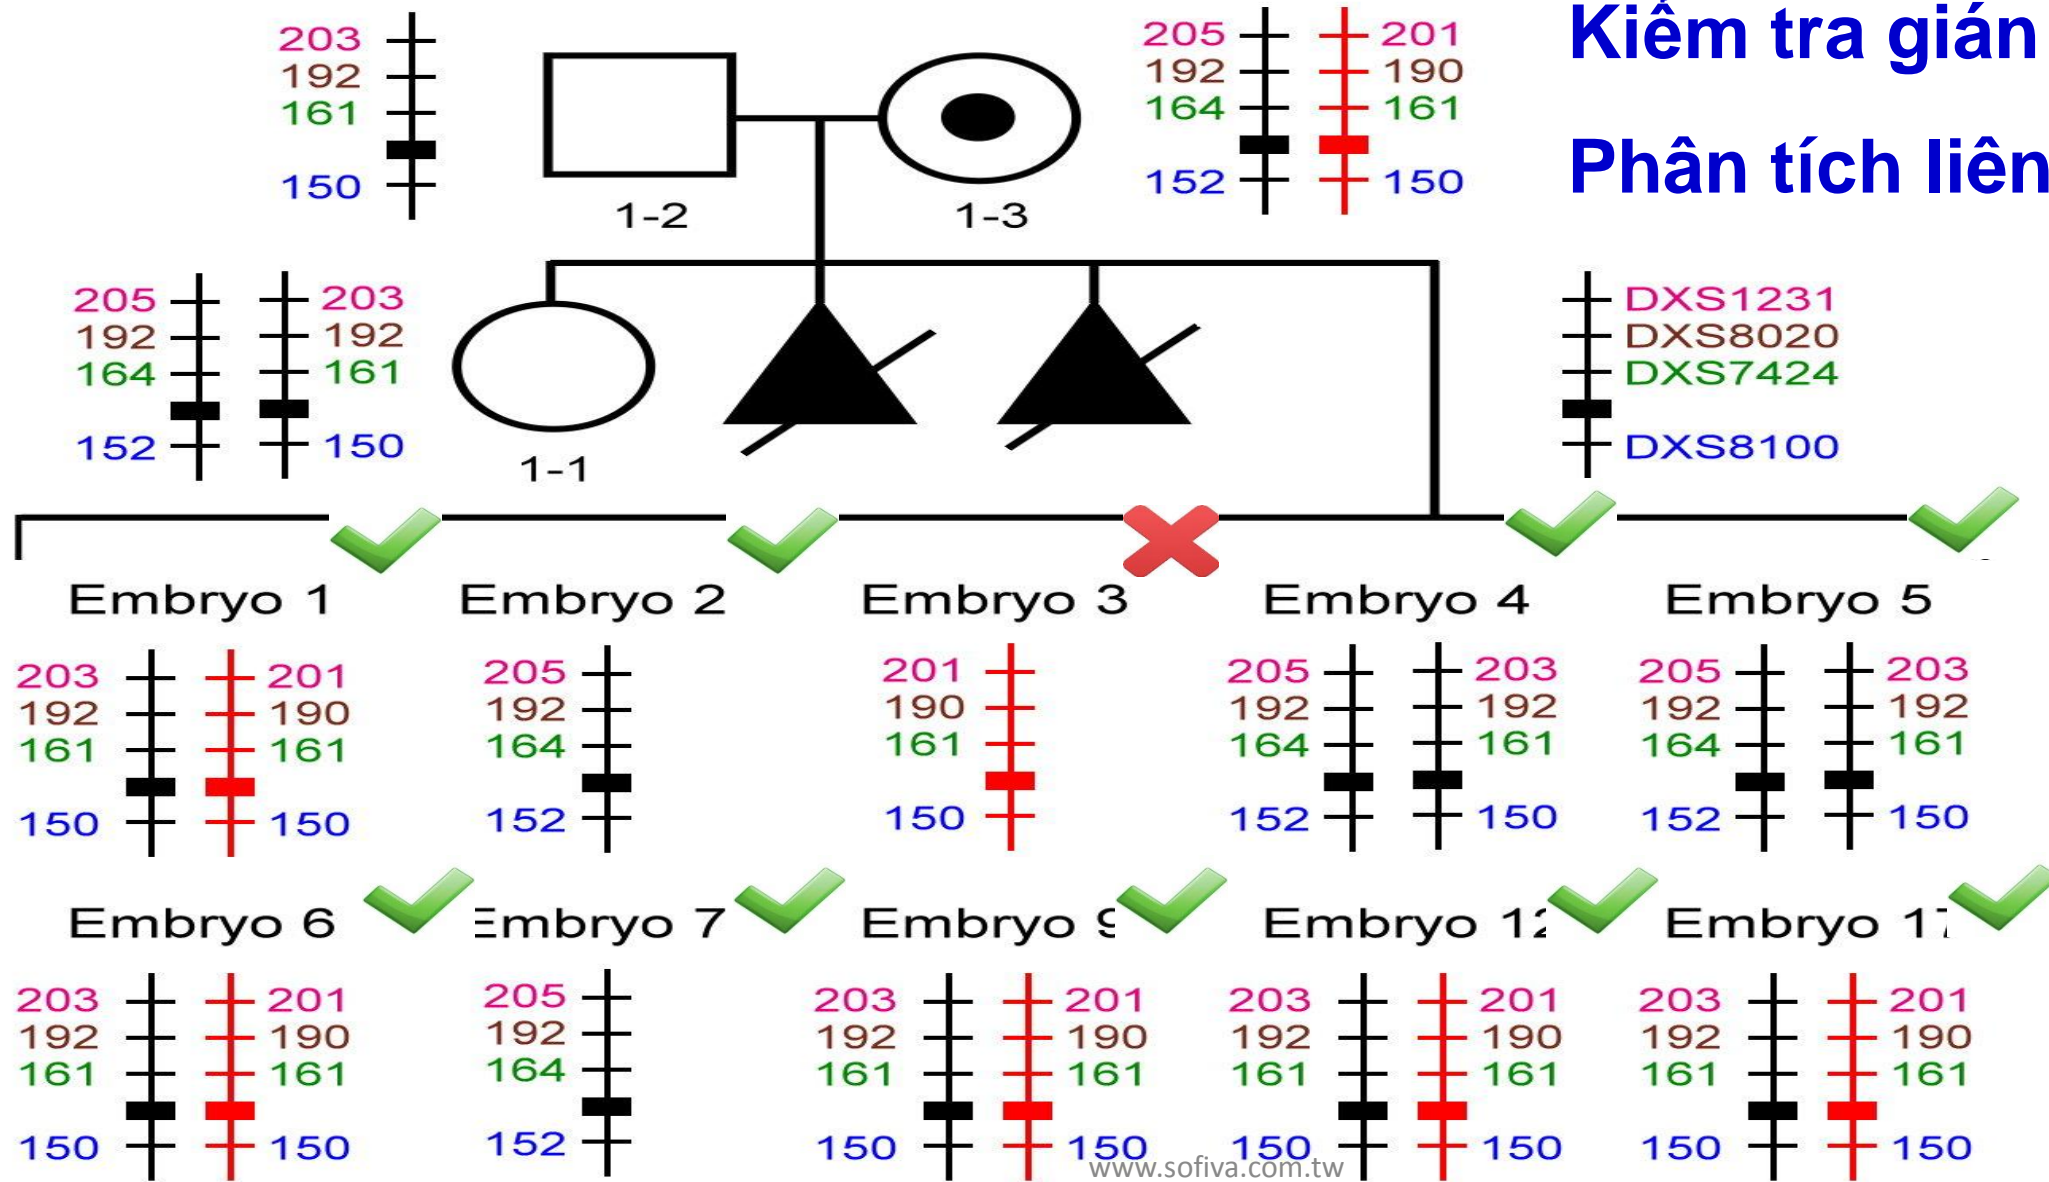 Kiểm tra gián
Phân tích liên
203
192
161
150
1-2
1-3
205 201
192 190
164 161
152 150
205 203
192 192
164 161
152 150
1-1
DXS1231
DXS8020
DXS7424
DXS8100
Embryo 1 Embryo 2 Embryo 3 Embryo 4 Embryo 5
203 201 205 201 205 203 205 203
192 190 192 190 192 192 192 192
161 161 164 161 164 161 164 161
150 150 152 150 152 150 152 150
Embryo 6 Embryo 7 Embryo 9 Embryo 12 Embryo 17
203 201 205 203 201 203 201 203 201
192 190 192 192 190 192 190 192 190
161 161 164 161 161 161 161 161 161
150 150 152 150 150 150 150 150 150
www.sofiva.com.tw